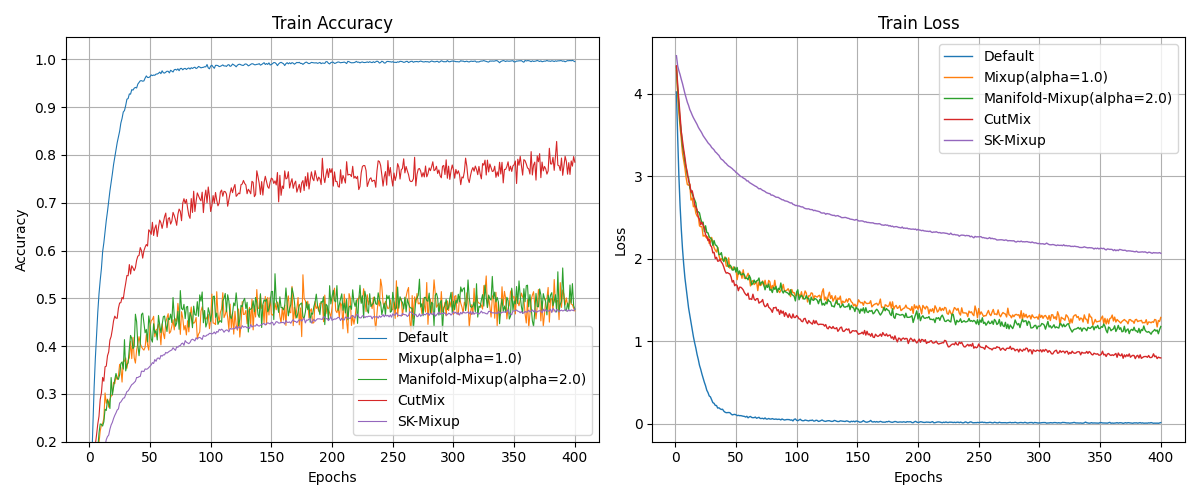 Train Accuracy
Accuracy
1.0
0.9
0.8
0.7
0.6
0.5
0.4
0.3
0.2
Default
Mixup(alpha=1.0)
Manifold-Mixup(alpha=2.0)
CutMix
SK-Mixup
0 50 100 150 200 250 300 350 400
Epochs
Train Loss
Loss
4
3
2
1
0
Default
Mixup(alpha=1.0)
Manifold-Mixup(alpha=2.0)
CutMix
SK-Mixup
0 50 100 150 200 250 300 350 400
Epochs